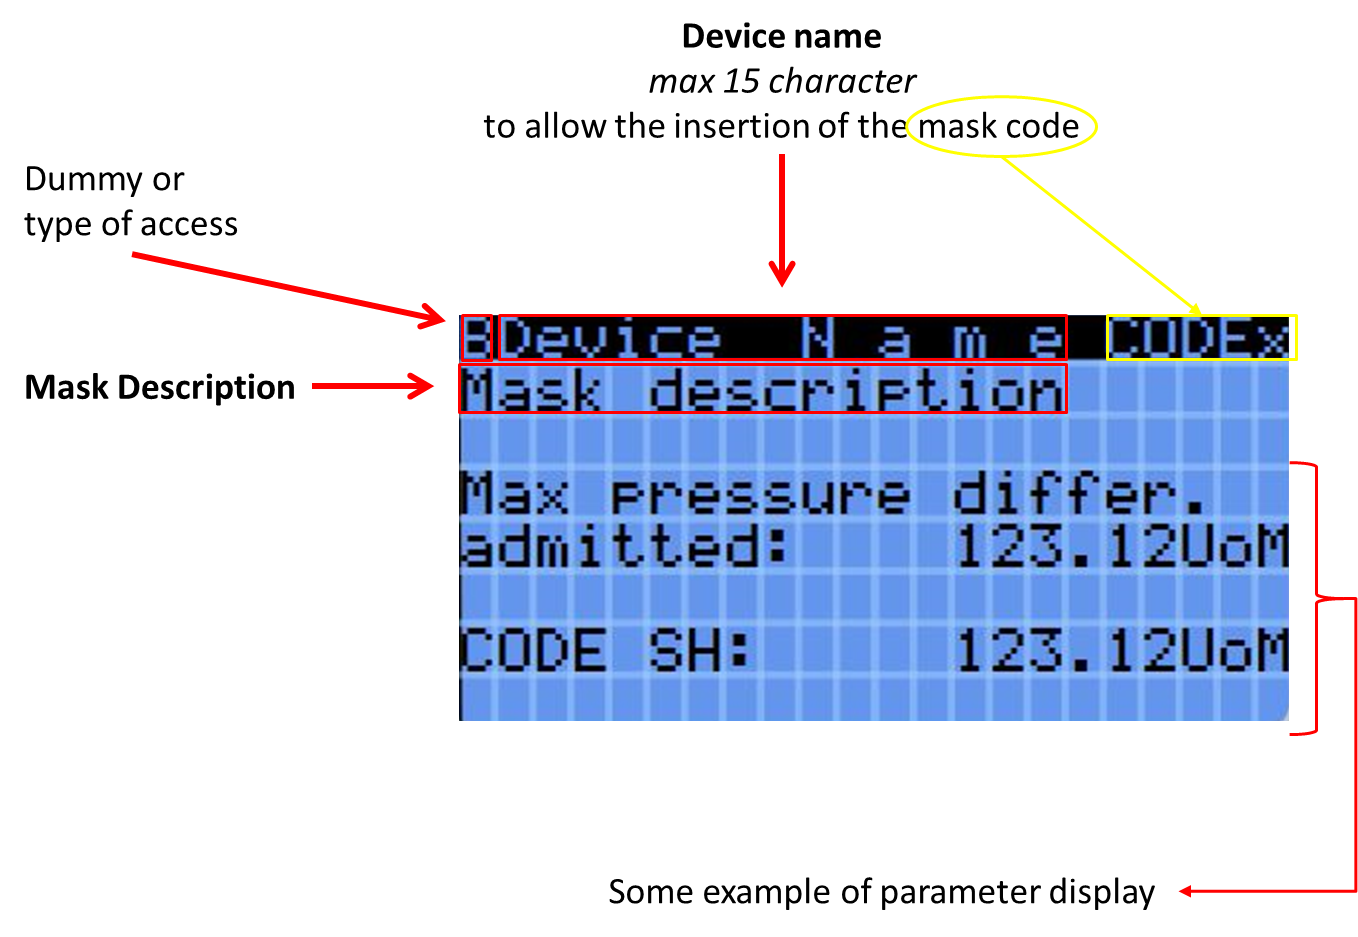 Device name
max 15 character
to allow the insertion of the mask code
Dummy or
type of access
BDevice N a m e CODEx
Mask Description
Mask description
Max pressure differ.
admitted: 123.12UoM
CODE SH: 123.12UoM
Some example of parameter display